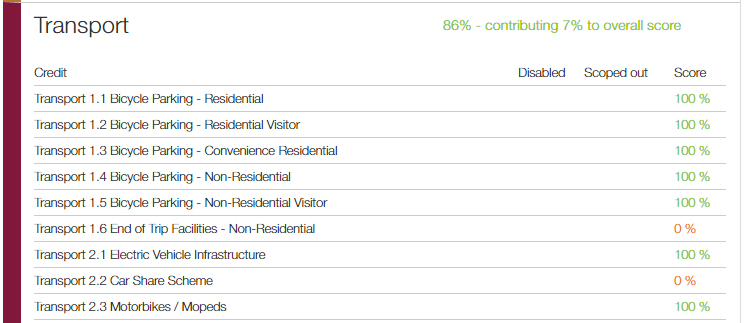 Transport 86% - contributing 7% to overall score
Credit Disabled Scoped out Score
Transport 1.1 Bicycle Parking - Residential 100 %
Transport 1.2 Bicycle Parking - Residential Visitor 100 %
Transport 1.3 Bicycle Parking - Convenience Residential 100 %
Transport 1.4 Bicycle Parking - Non-Residential 100 %
Transport 1.5 Bicycle Parking - Non-Residential Visitor 100 %
Transport 1.6 End of Trip Facilities - Non-Residential 0 %
Transport 2.1 Electric Vehicle Infrastructure 100 %
Transport 2.2 Car Share Scheme 0 %
Transport 2.3 Motorbikes / Mopeds 100 %